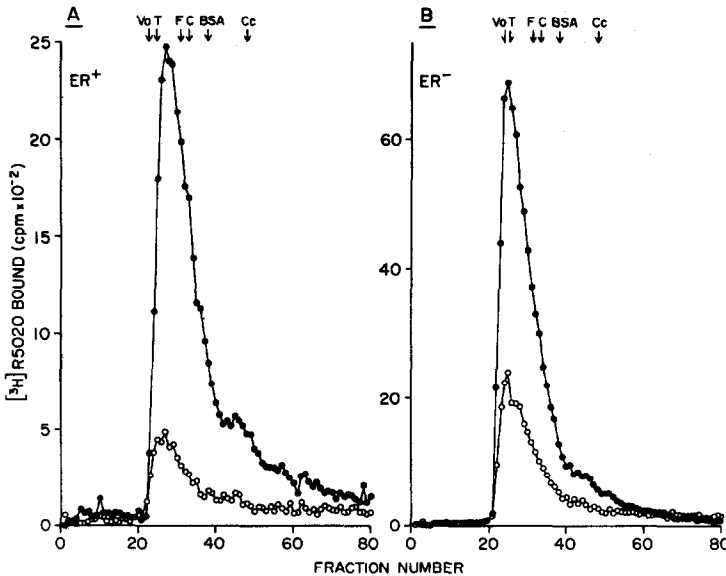 A
Vo T F C BSA Cc
ER+
25
20
15
10
5
0
0 20 40 60 80
B
Vo T F C BSA Cc
ER−
60
40
20
0
0 20 40 60 80
[³H]R5020 BOUND (cpm x 10⁻²)
FRACTION NUMBER